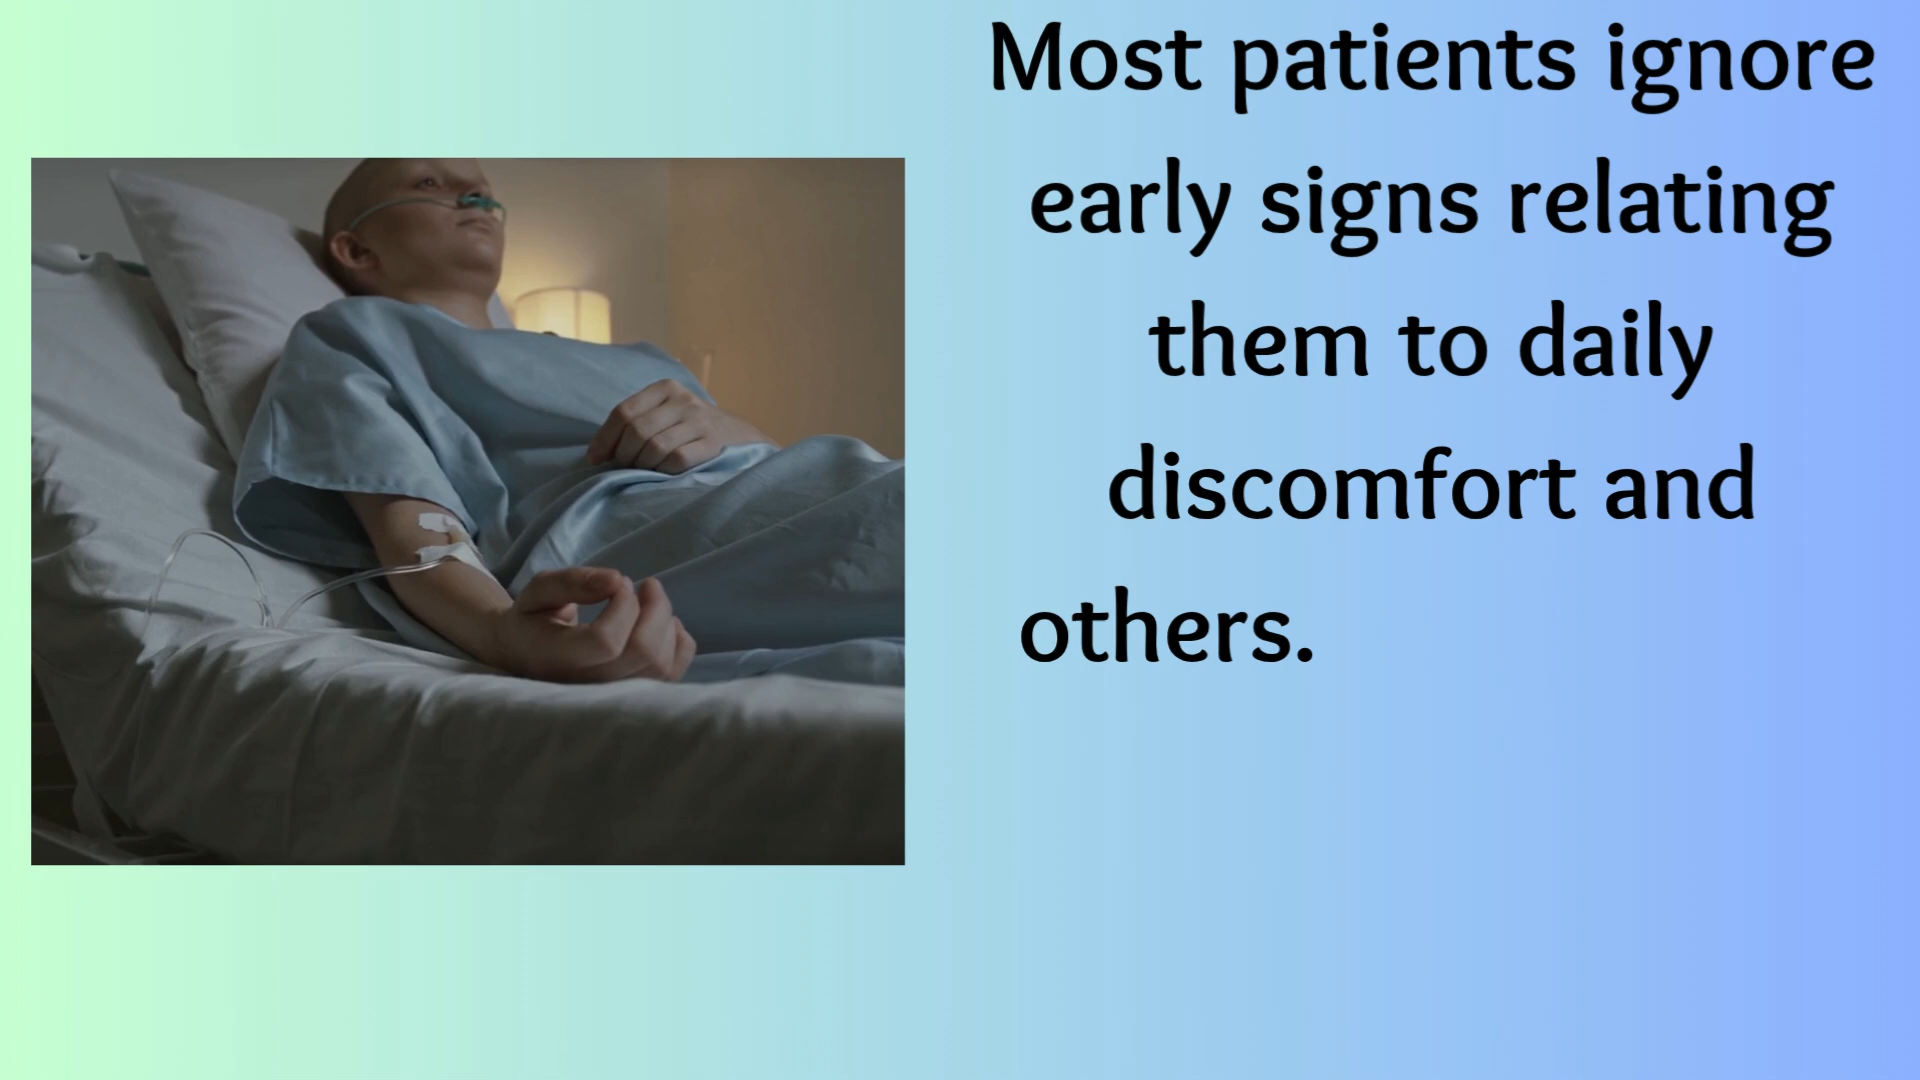 Most patients ignore
early signs relating
them to daily
discomfort and
others.